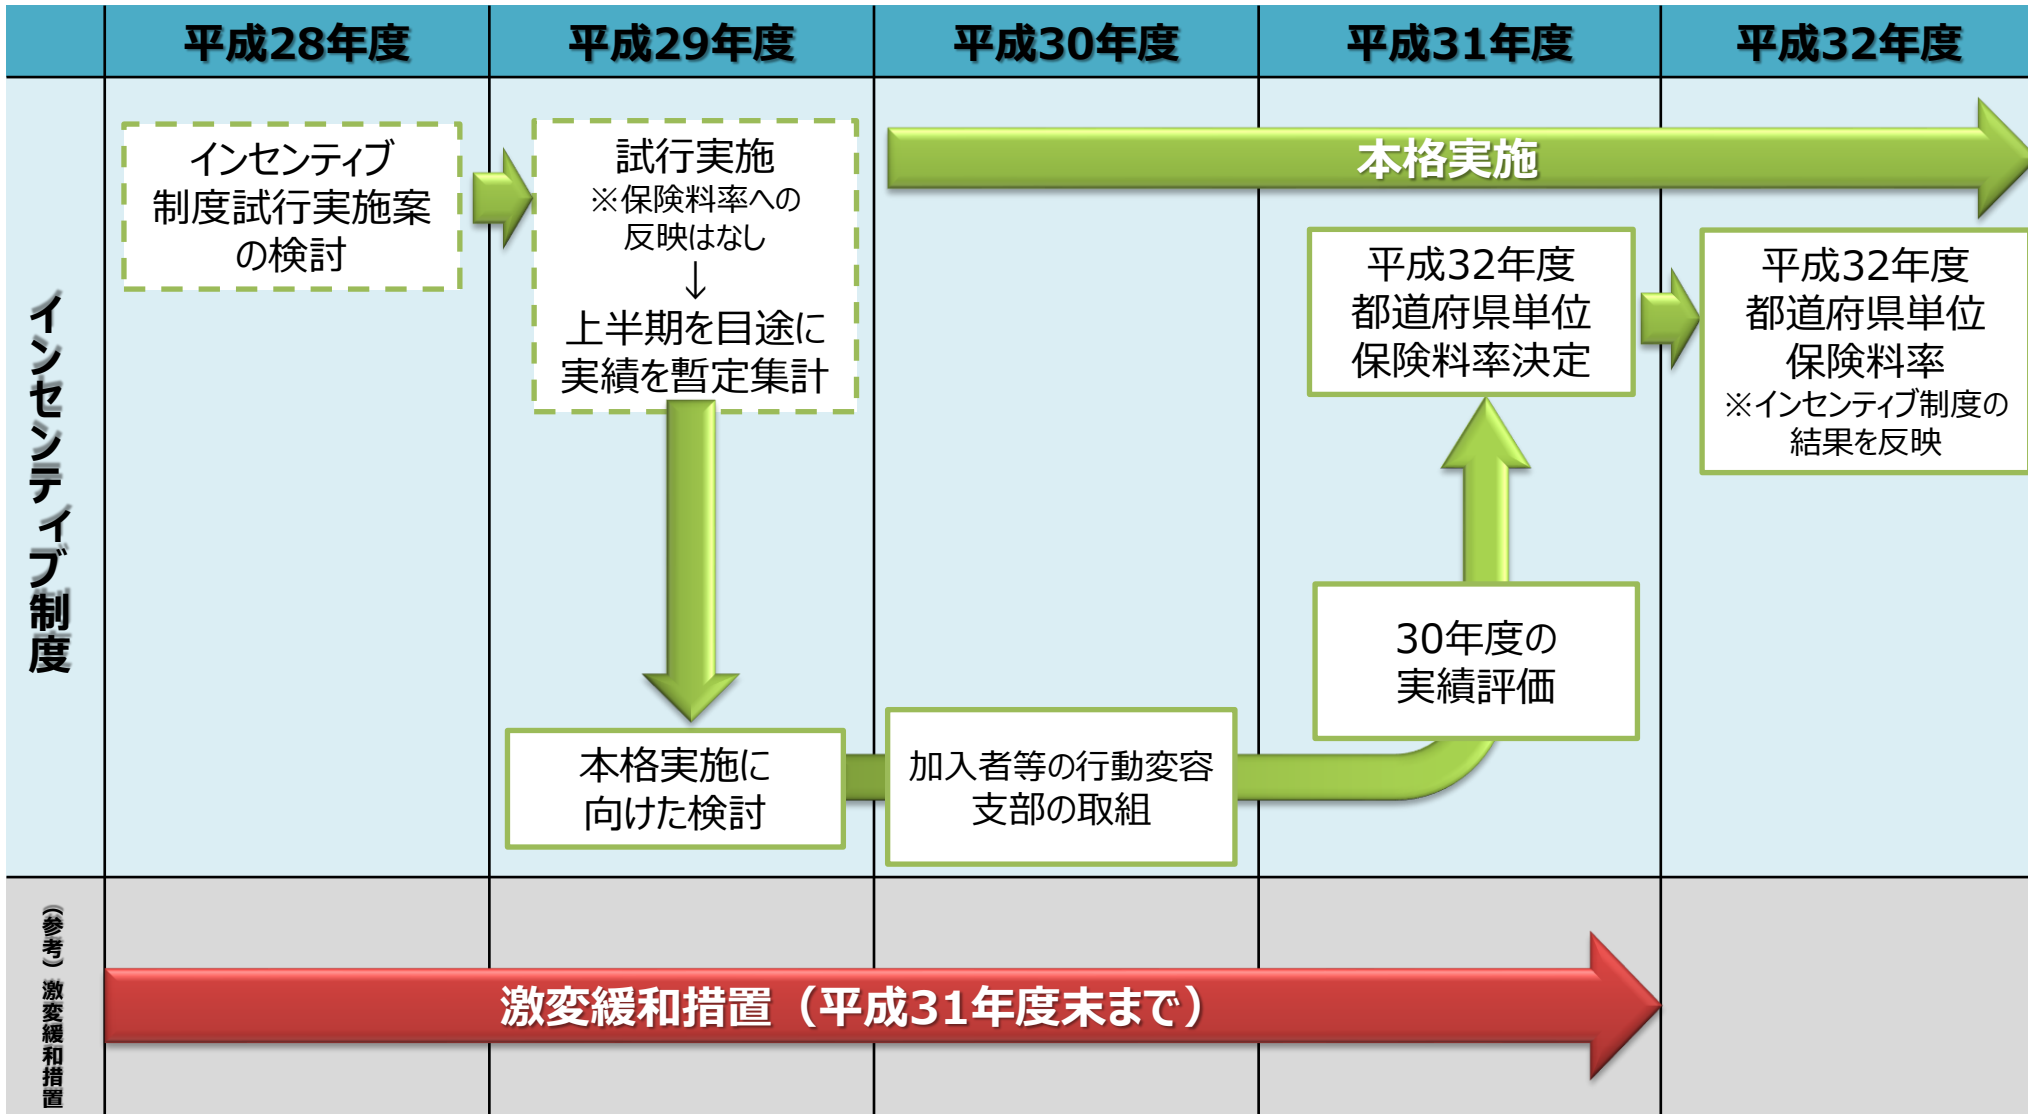 平成28年度
平成29年度
平成30年度
平成31年度
平成32年度
インセンティブ制度
インセンティブ
制度試行実施案
の検討
試行実施
※保険料率への
反映はなし
↓
上半期を目途に
実績を暫定集計
本格実施に
向けた検討
本格実施
加入者等の行動変容
支部の取組
平成32年度
都道府県単位
保険料率決定
30年度の
実績評価
平成32年度
都道府県単位
保険料率
※インセンティブ制度の
結果を反映
（参考）激変緩和措置
激変緩和措置（平成31年度末まで）